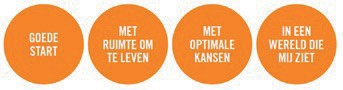 GOEDE
START
MET
RUIMTE OM
TE LEVEN
MET
OPTIMALE
KANSEN
IN EEN
WERELD DIE
MIJ ZIET